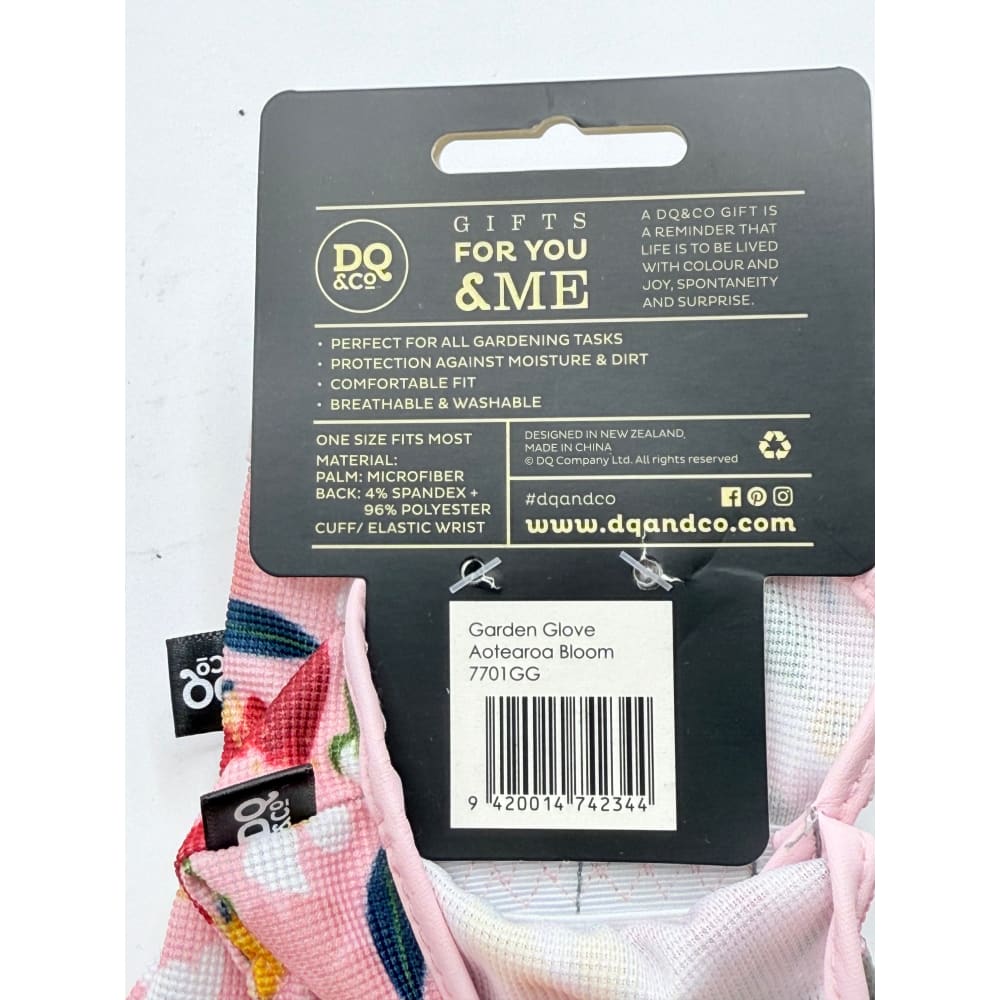 DQ
&Co
GIFTS
FOR YOU
&ME
A DQ&CO GIFT IS
A REMINDER THAT
LIFE IS TO BE LIVED
WITH COLOUR AND
JOY, SPONTANEITY
AND SURPRISE.
• PERFECT FOR ALL GARDENING TASKS
• PROTECTION AGAINST MOISTURE & DIRT
• COMFORTABLE FIT
• BREATHABLE & WASHABLE
ONE SIZE FITS MOST
MATERIAL:
PALM: MICROFIBER
BACK: 4% SPANDEX +
96% POLYESTER
CUFF/ ELASTIC WRIST
DESIGNED IN NEW ZEALAND,
MADE IN CHINA
© DQ Company Ltd. All rights reserved
#dqandco
www.dqandco.com
Garden Glove
Aotearoa Bloom
7701GG
9 420014 742344
DQ
&Co
DQ
&Co